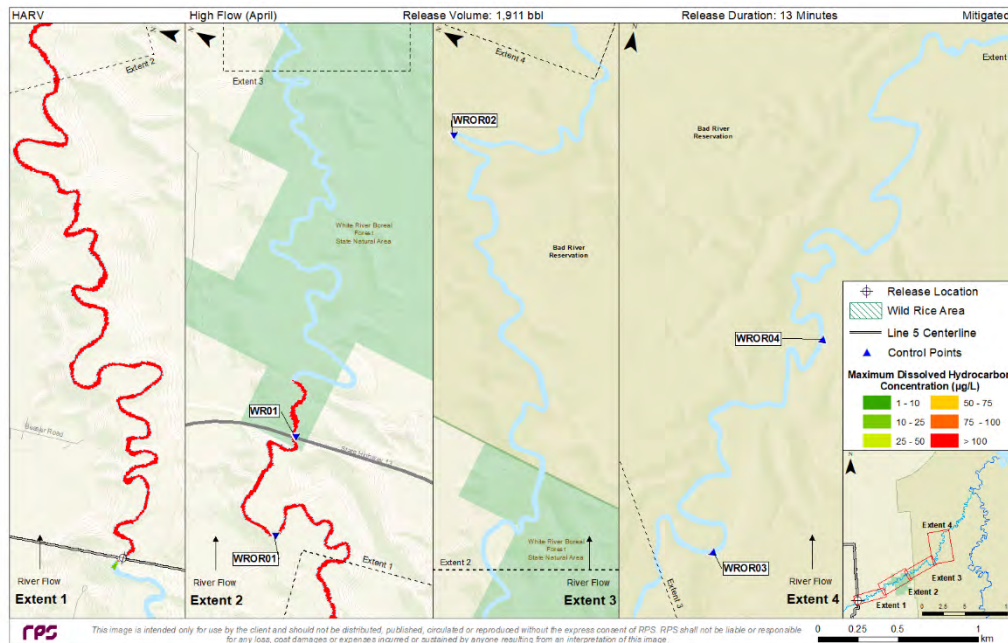 HARV
High Flow (April)
Release Volume: 1,911 bbl
Release Duration: 13 Minutes
Mitigated
N
Extent 2
Beaser Road
River Flow
Extent 1
N
Extent 3
White River Boreal
Forest
State Natural Area
WR01
WROR01
Extent 1
River Flow
Extent 2
N
Extent 4
WROR02
Bad River
Reservation
White River Boreal
Forest
State Natural Area
Extent 2
River Flow
Extent 3
N
Extent
Bad River
Reservation
WROR04
WROR03
Extent 3
River Flow
Extent 4
Release Location
Wild Rice Area
Line 5 Centerline
Control Points
Maximum Dissolved Hydrocarbon
Concentration (µg/L)
1 - 10
50 - 75
10 - 25
75 - 100
25 - 50
> 100
N
Extent 4
Extent 3
Extent 2
Extent 1
0 2.5 5
km
rps
This image is intended only for use by the client and should not be distributed, published, circulated or reproduced without the express consent of RPS. RPS shall not be liable or responsible
for any loss, cost damages or expenses incurred or sustained by anyone resulting from an interpretation of this image.
0 0.25 0.5 1
km